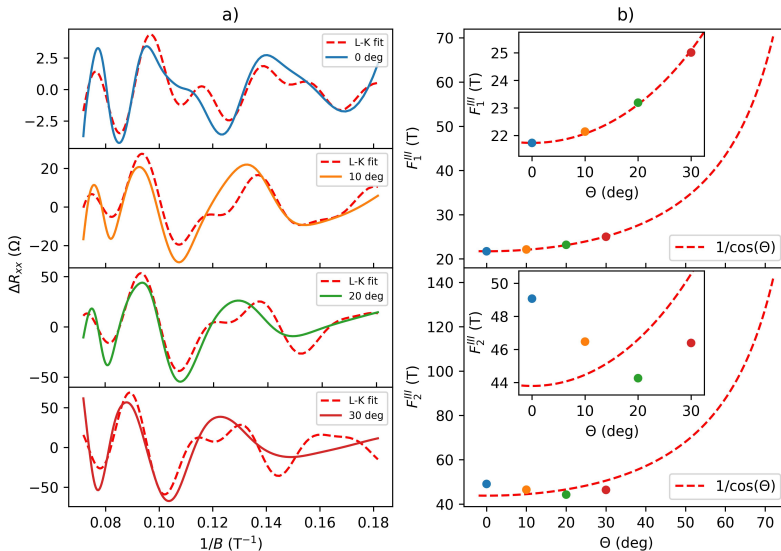 a)
2.5
0.0
−2.5
L-K fit
0 deg
20
0
−20
L-K fit
10 deg
50
0
−50
L-K fit
20 deg
50
0
−50
L-K fit
30 deg
ΔRxx (Ω)
0.08 0.10 0.12 0.14 0.16 0.18
1/B (T⁻¹)
b)
70
60
50
40
30
20
F₁^III (T)
25
24
23
22
F₁^III (T)
0 10 20 30
Θ (deg)
1/cos(Θ)
140
120
100
80
60
40
F₂^III (T)
50
48
46
44
F₂^III (T)
0 10 20 30
Θ (deg)
1/cos(Θ)
0 10 20 30 40 50 60 70
Θ (deg)